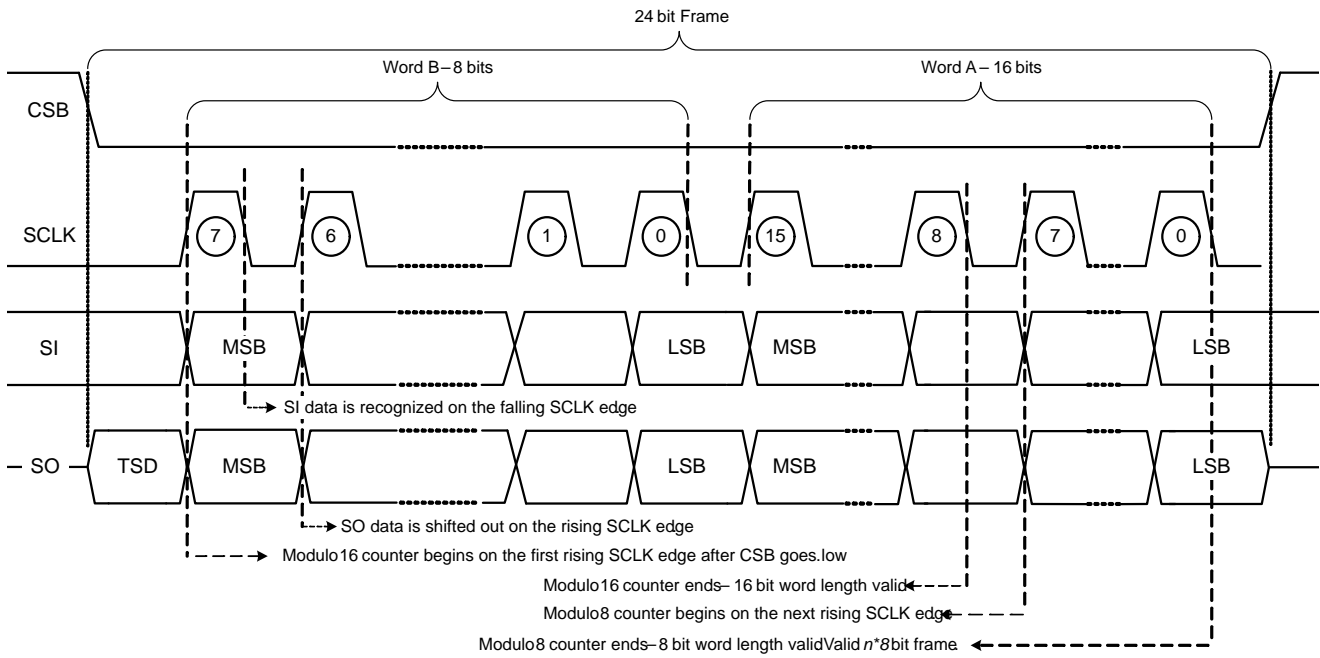 24 bit Frame
Word B– 8 bits
Word A – 16 bits
CSB
SCLK
7
6
1
0
15
8
7
0
SI
MSB
LSB
MSB
LSB
SI data is recognized on the falling SCLK edge
SO
TSD
MSB
LSB
MSB
LSB
SO data is shifted out on the rising SCLK edge
Modulo16 counter begins on the first rising SCLK edge after CSB goes.low
Modulo16 counter ends– 16 bit word length valid
Modulo8 counter begins on the next rising SCLK edge
Modulo8 counter ends–8 bit word length validValid n*8 bit frame.